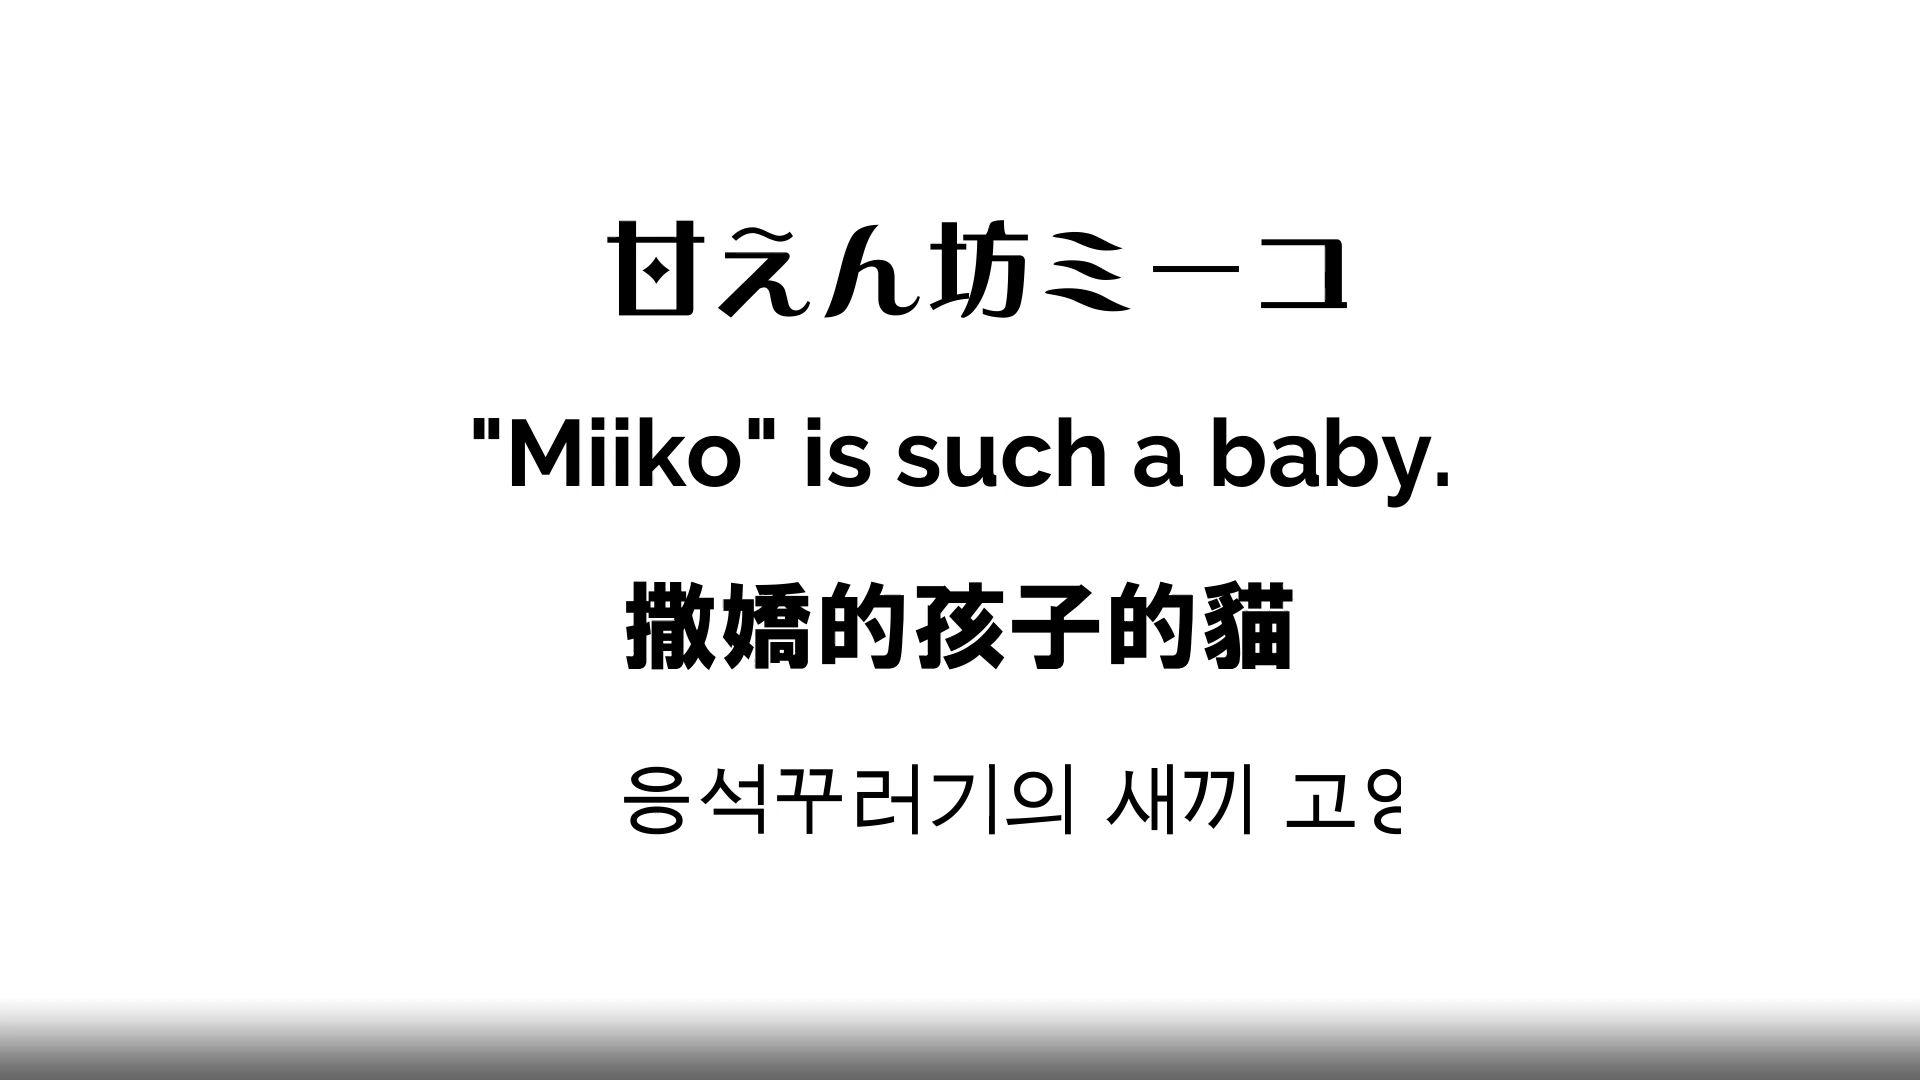 甘えん坊ミーコ
"Miiko" is such a baby.
撒嬌的孩子的貓
응석꾸러기의 새끼